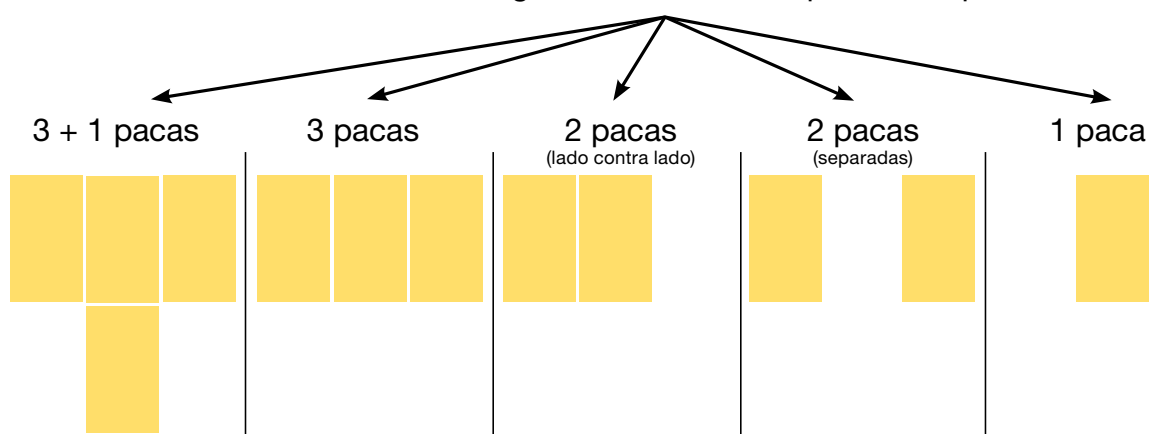 3 + 1 pacas
3 pacas
2 pacas
(lado contra lado)
2 pacas
(separadas)
1 paca